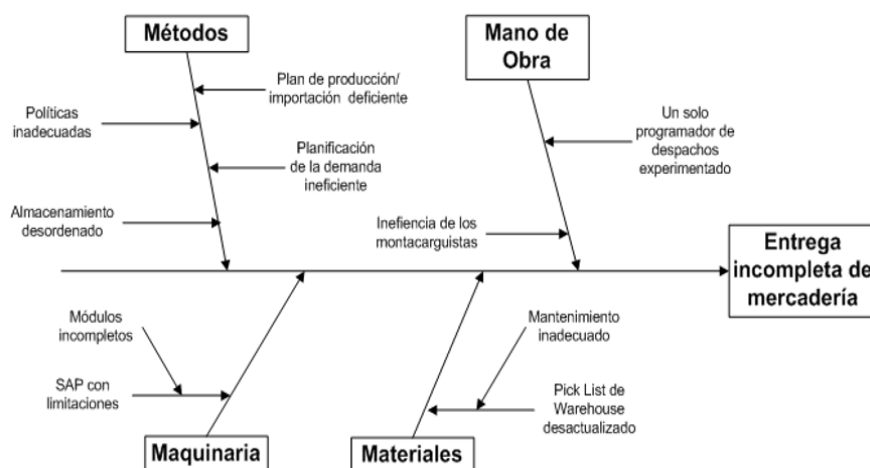 Métodos
Mano de
Obra
Plan de producción/
importación deficiente
Políticas
inadecuadas
Un solo
programador de
despachos
experimentado
Planificación
de la demanda
ineficiente
Almacenamiento
desordenado
Inefiencia de los
montacarguistas
Entrega
incompleta de
mercadería
Módulos
incompletos
Mantenimiento
inadecuado
SAP con
limitaciones
Pick List de
Warehouse
desactualizado
Maquinaria
Materiales